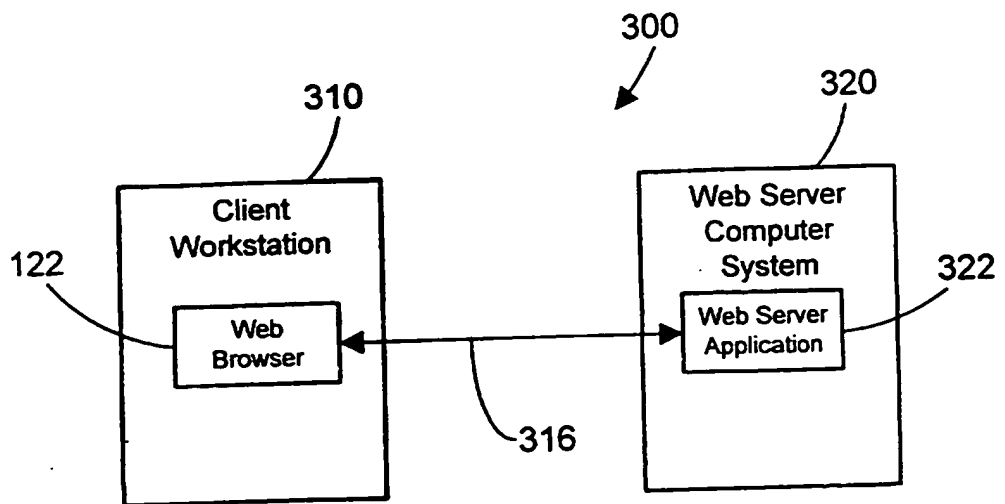 300
310
320
Client
Workstation
Web Server
Computer
System
122
322
Web
Browser
Web Server
Application
316